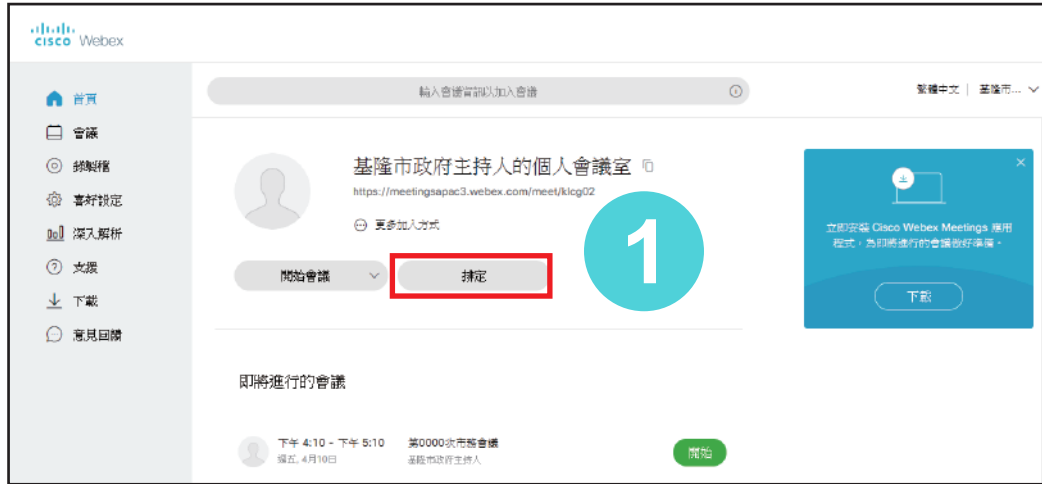 cisco Webex
輸入會議資訊以加入會議
繁體中文 | 基隆市...
首頁
會議
錄製檔
喜好設定
深入解析
支援
下載
意見回饋
基隆市政府主持人的個人會議室
https://meetingsapac3.webex.com/meet/klcg02
更多加入方式
開始會議
排定
1
立即安裝 Cisco Webex Meetings 應用
程式,為即將進行的會議做好準備。
下載
即將進行的會議
下午 4:10 - 下午 5:10
第0000次市務會議
開始
週五, 4月10日
基隆市政府主持人